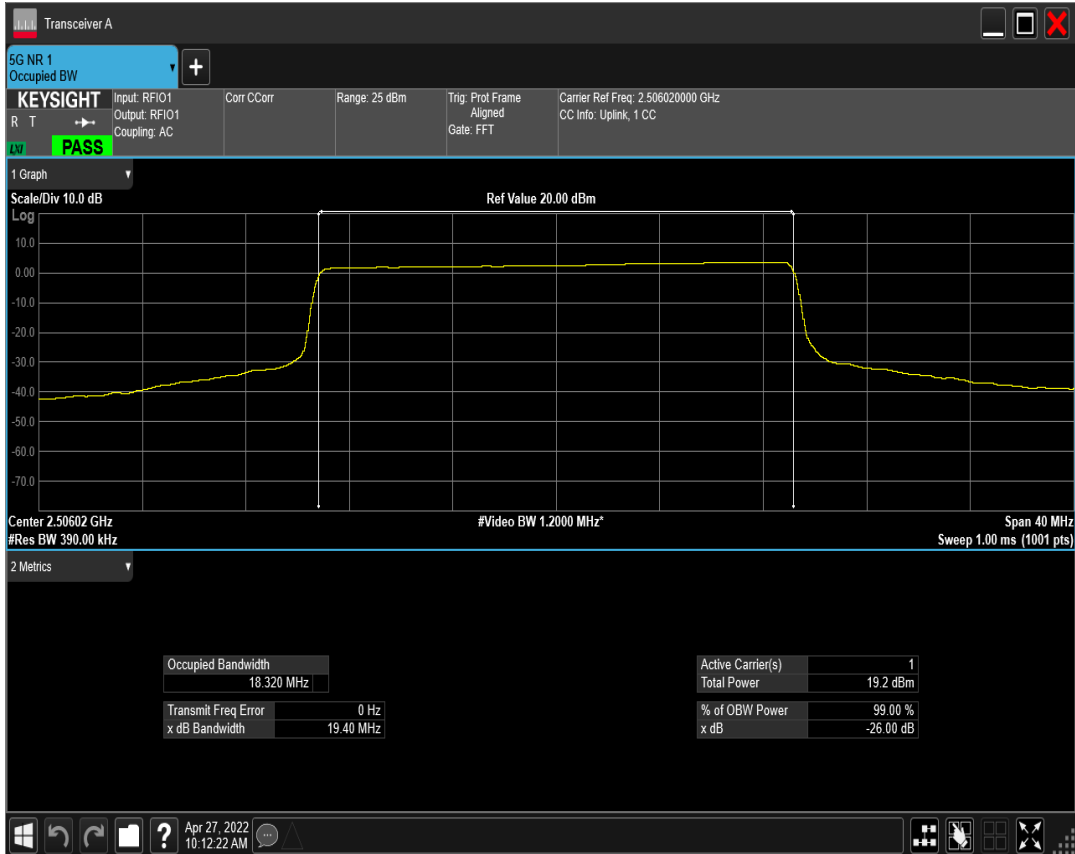 Transceiver A
5G NR 1
Occupied BW
KEYSIGHT
R T
LXI
PASS
Input: RFIO1
Output: RFIO1
Coupling: AC
Corr CCorr
Range: 25 dBm
Trig: Prot Frame
Aligned
Gate: FFT
Carrier Ref Freq: 2.506020000 GHz
CC Info: Uplink, 1 CC
1 Graph
Scale/Div 10.0 dB
Ref Value 20.00 dBm
Log
10.0
0.00
-10.0
-20.0
-30.0
-40.0
-50.0
-60.0
-70.0
Center 2.50602 GHz
#Video BW 1.2000 MHz*
Span 40 MHz
#Res BW 390.00 kHz
Sweep 1.00 ms (1001 pts)
2 Metrics
Occupied Bandwidth
18.320 MHz
Transmit Freq Error 0 Hz
x dB Bandwidth 19.40 MHz
Active Carrier(s) 1
Total Power 19.2 dBm
% of OBW Power 99.00 %
x dB -26.00 dB
?
Apr 27, 2022
10:12:22 AM